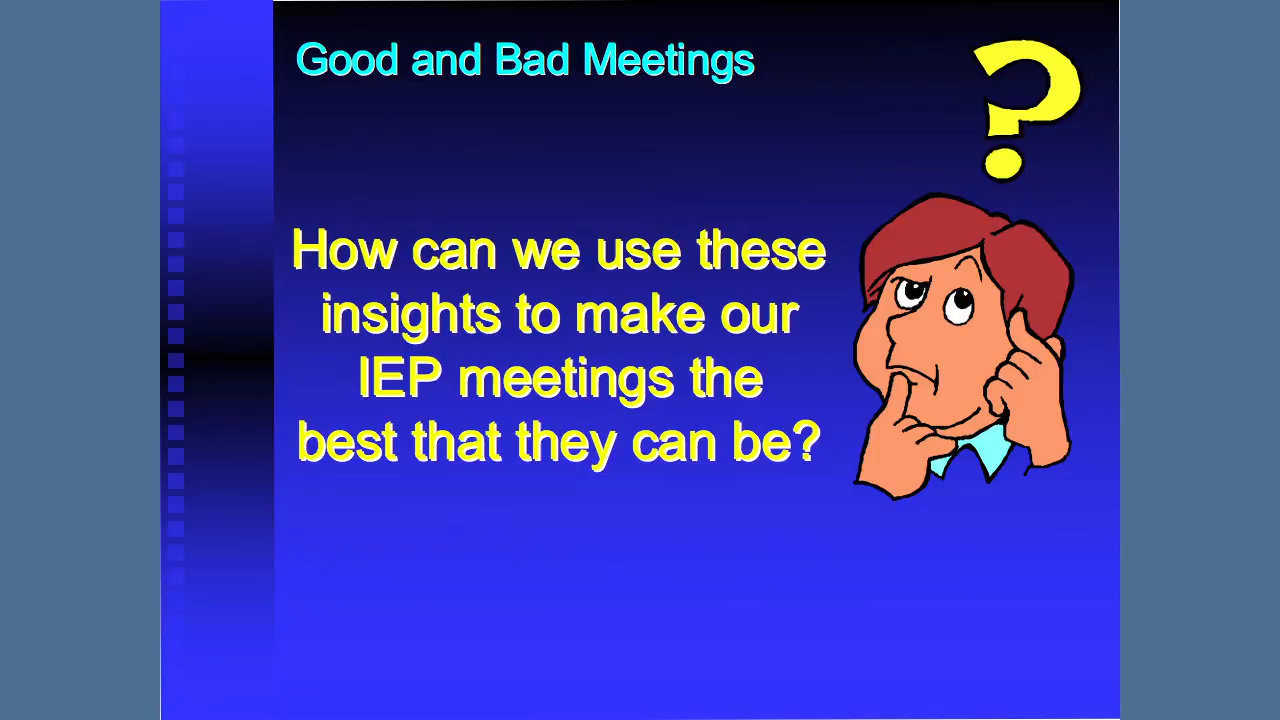 Good and Bad Meetings
?
How can we use these
insights to make our
IEP meetings the
best that they can be?